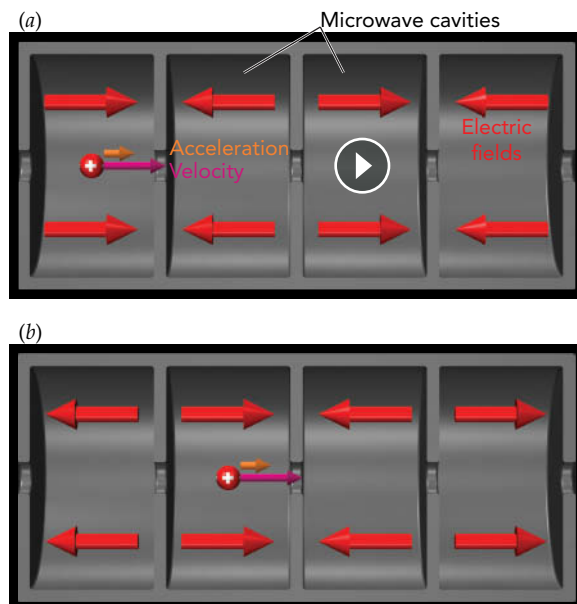 (a)
Microwave cavities
Acceleration
Velocity
Electric
fields
(b)